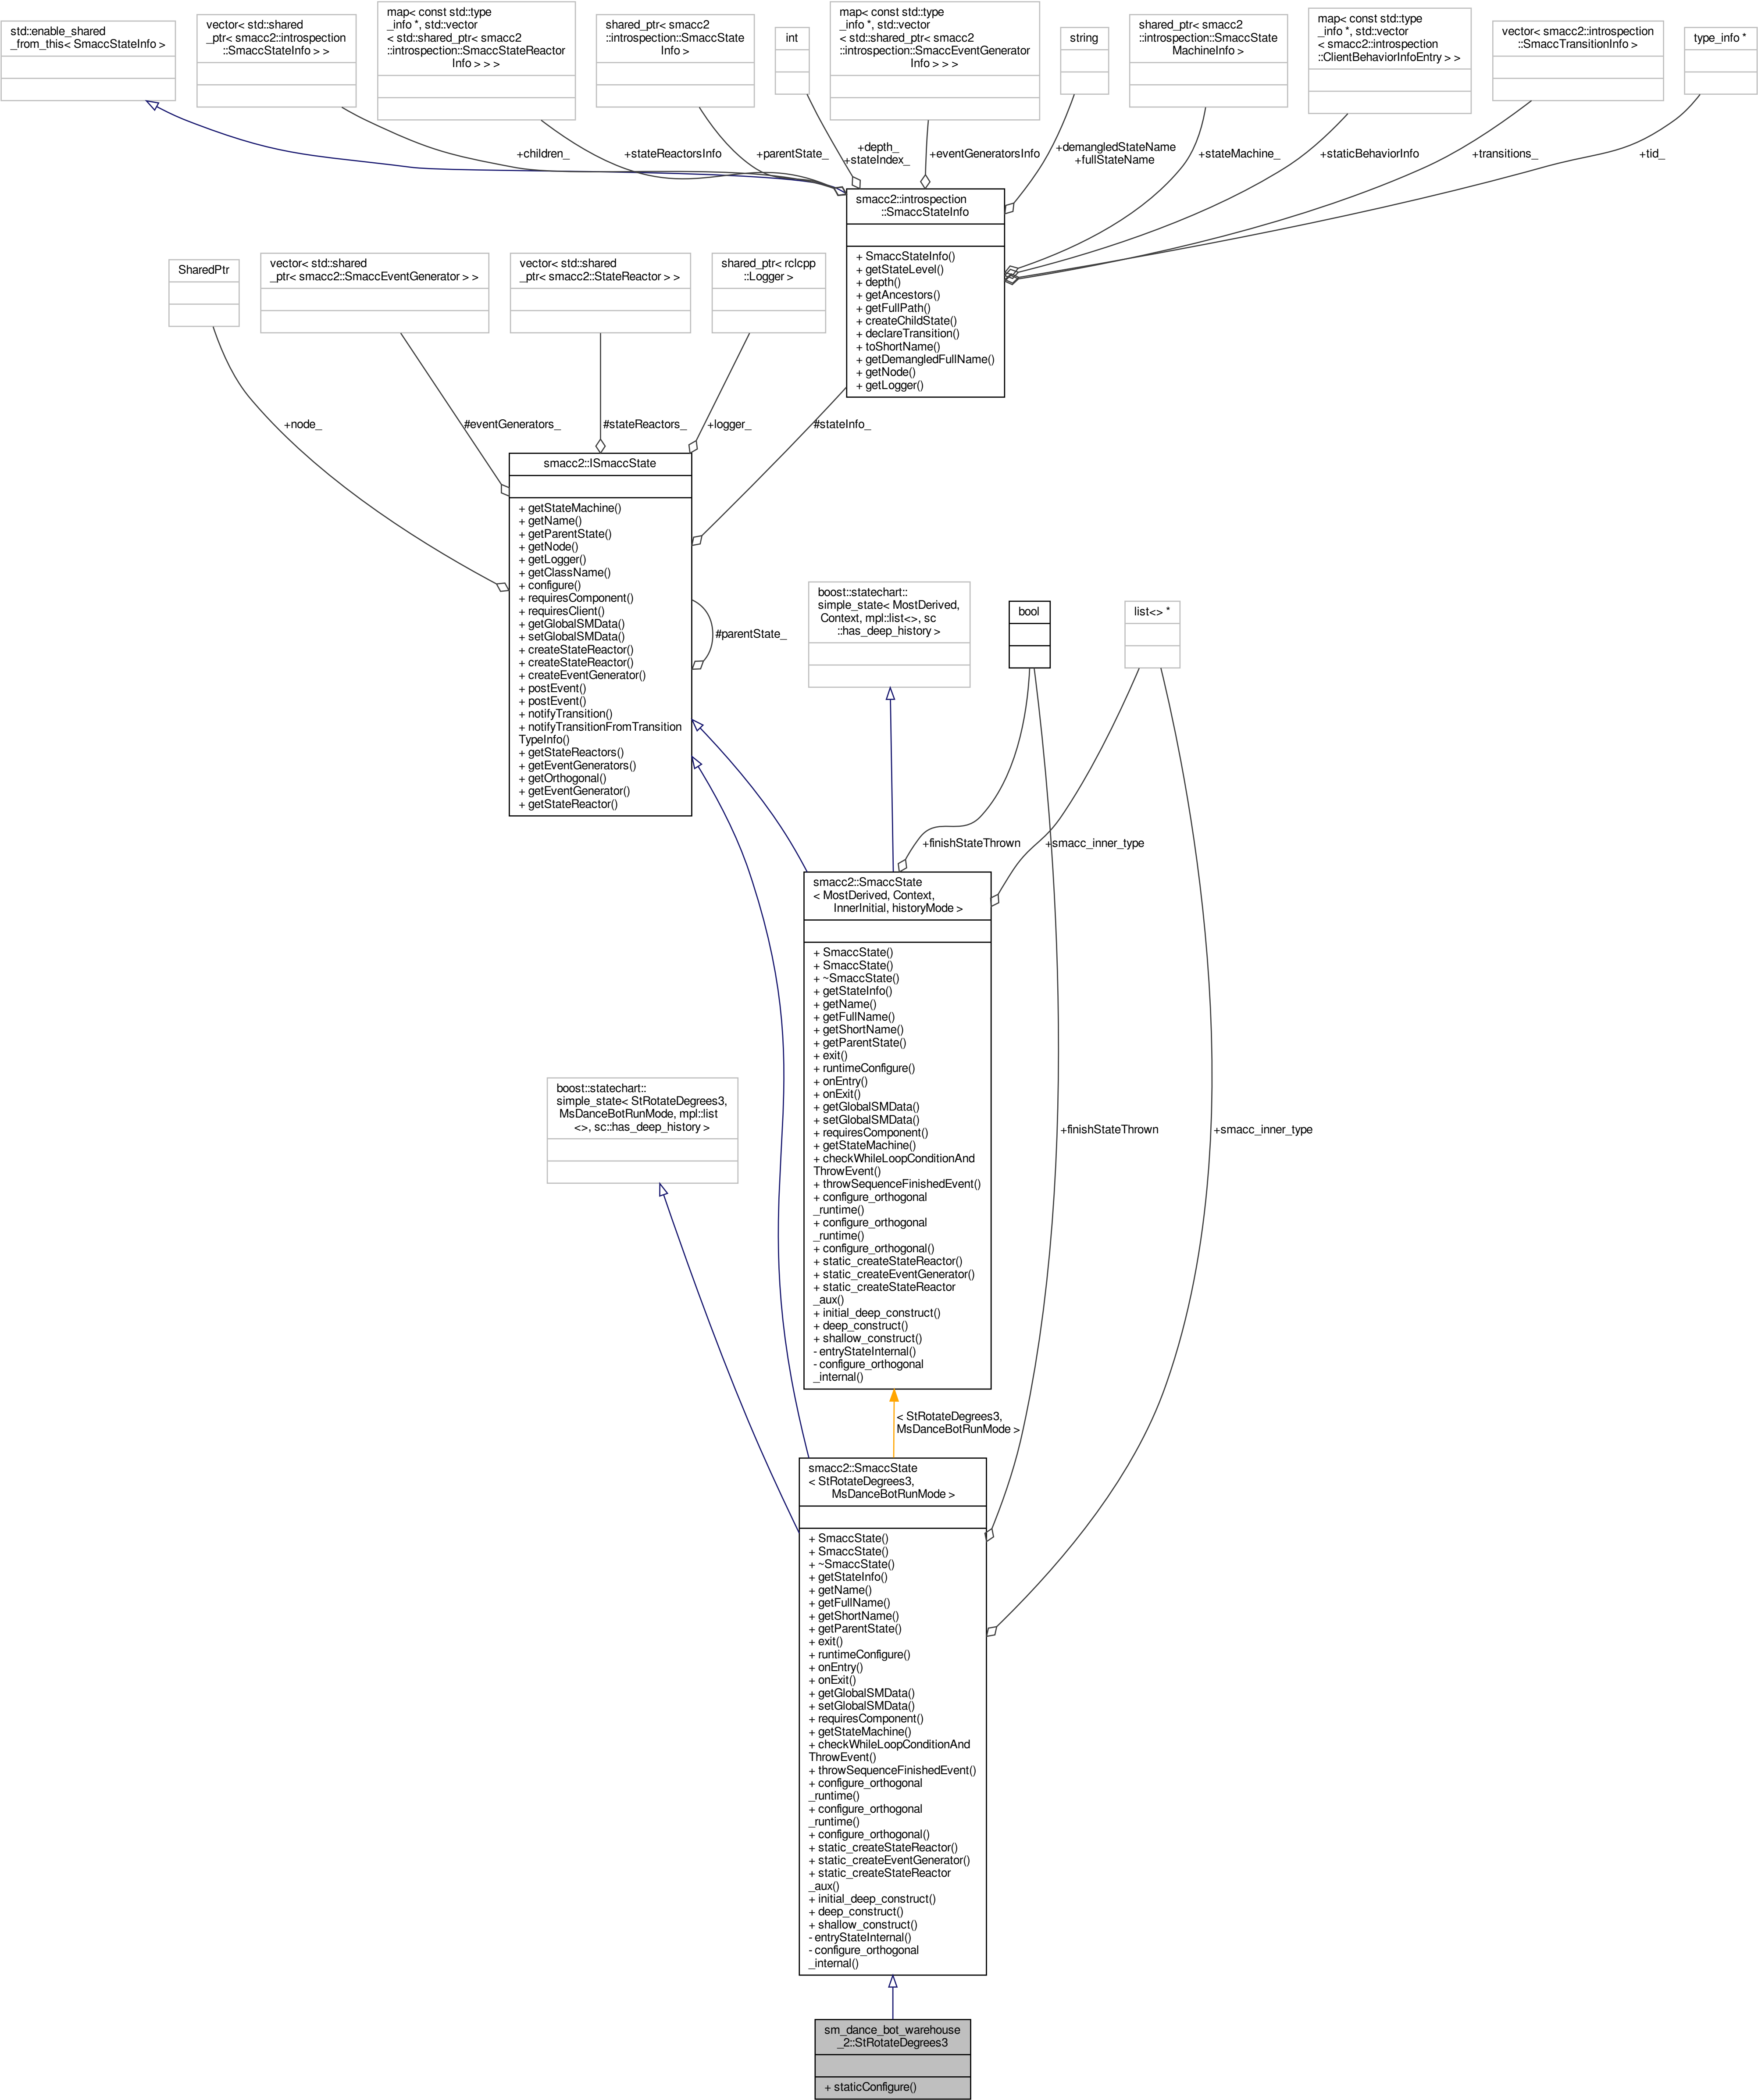 std::enable_shared
_from_this< SmaccStateInfo >
vector< std::shared
_ptr< smacc2::introspection
::SmaccStateInfo > >
map< const std::type
_info *, std::vector
< std::shared_ptr< smacc2
::introspection::SmaccStateReactor
Info > > >
shared_ptr< smacc2
::introspection::SmaccState
Info >
int
map< const std::type
_info *, std::vector
< std::shared_ptr< smacc2
::introspection::SmaccEventGenerator
Info > > >
string
shared_ptr< smacc2
::introspection::SmaccState
MachineInfo >
map< const std::type
_info *, std::vector
< smacc2::introspection
::ClientBehaviorInfoEntry > >
vector< smacc2::introspection
::SmaccTransitionInfo >
type_info *
+children_
+stateReactorsInfo
+parentState_
+depth_
+stateIndex_
+eventGeneratorsInfo
+demangledStateName
+fullStateName
+stateMachine_
+staticBehaviorInfo
+transitions_
+tid_
smacc2::introspection
::SmaccStateInfo
+ SmaccStateInfo()
+ getStateLevel()
+ depth()
+ getAncestors()
+ getFullPath()
+ createChildState()
+ declareTransition()
+ toShortName()
+ getDemangledFullName()
+ getNode()
+ getLogger()
SharedPtr
vector< std::shared
_ptr< smacc2::SmaccEventGenerator > >
vector< std::shared
_ptr< smacc2::StateReactor > >
shared_ptr< rclcpp
::Logger >
+node_
#eventGenerators_
#stateReactors_
+logger_
#stateInfo_
smacc2::ISmaccState
+ getStateMachine()
+ getName()
+ getParentState()
+ getNode()
+ getLogger()
+ getClassName()
+ configure()
+ requiresComponent()
+ requiresClient()
+ getGlobalSMData()
+ setGlobalSMData()
+ createStateReactor()
+ createStateReactor()
+ createEventGenerator()
+ postEvent()
+ postEvent()
+ notifyTransition()
+ notifyTransitionFromTransition
TypeInfo()
+ getStateReactors()
+ getEventGenerators()
+ getOrthogonal()
+ getEventGenerator()
+ getStateReactor()
#parentState_
boost::statechart::
simple_state< MostDerived,
Context, mpl::list<>, sc
::has_deep_history >
bool
list<> *
+finishStateThrown
+smacc_inner_type
smacc2::SmaccState
< MostDerived, Context,
InnerInitial, historyMode >
+ SmaccState()
+ SmaccState()
+ ~SmaccState()
+ getStateInfo()
+ getName()
+ getFullName()
+ getShortName()
+ getParentState()
+ exit()
+ runtimeConfigure()
+ onEntry()
+ onExit()
+ getGlobalSMData()
+ setGlobalSMData()
+ requiresComponent()
+ getStateMachine()
+ checkWhileLoopConditionAnd
ThrowEvent()
+ throwSequenceFinishedEvent()
+ configure_orthogonal
_runtime()
+ configure_orthogonal
_runtime()
+ configure_orthogonal()
+ static_createStateReactor()
+ static_createEventGenerator()
+ static_createStateReactor
_aux()
+ initial_deep_construct()
+ deep_construct()
+ shallow_construct()
- entryStateInternal()
- configure_orthogonal
_internal()
boost::statechart::
simple_state< StRotateDegrees3,
MsDanceBotRunMode, mpl::list
<>, sc::has_deep_history >
+finishStateThrown
+smacc_inner_type
< StRotateDegrees3,
MsDanceBotRunMode >
smacc2::SmaccState
< StRotateDegrees3,
MsDanceBotRunMode >
+ SmaccState()
+ SmaccState()
+ ~SmaccState()
+ getStateInfo()
+ getName()
+ getFullName()
+ getShortName()
+ getParentState()
+ exit()
+ runtimeConfigure()
+ onEntry()
+ onExit()
+ getGlobalSMData()
+ setGlobalSMData()
+ requiresComponent()
+ getStateMachine()
+ checkWhileLoopConditionAnd
ThrowEvent()
+ throwSequenceFinishedEvent()
+ configure_orthogonal
_runtime()
+ configure_orthogonal
_runtime()
+ configure_orthogonal()
+ static_createStateReactor()
+ static_createEventGenerator()
+ static_createStateReactor
_aux()
+ initial_deep_construct()
+ deep_construct()
+ shallow_construct()
- entryStateInternal()
- configure_orthogonal
_internal()
sm_dance_bot_warehouse
_2::StRotateDegrees3
+ staticConfigure()